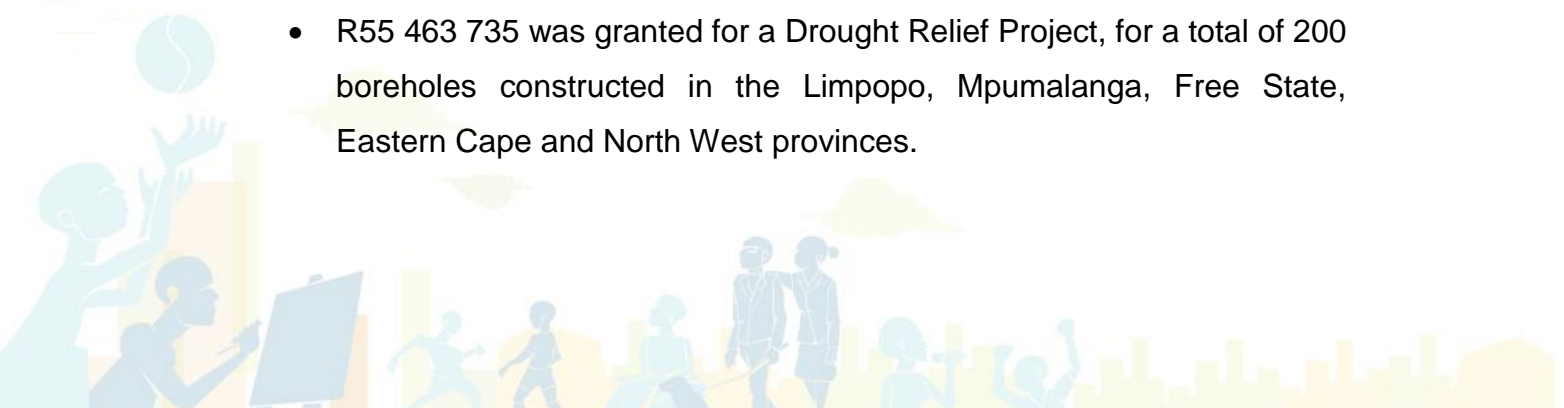 • R55 463 735 was granted for a Drought Relief Project, for a total of 200
boreholes constructed in the Limpopo, Mpumalanga, Free State,
Eastern Cape and North West provinces.